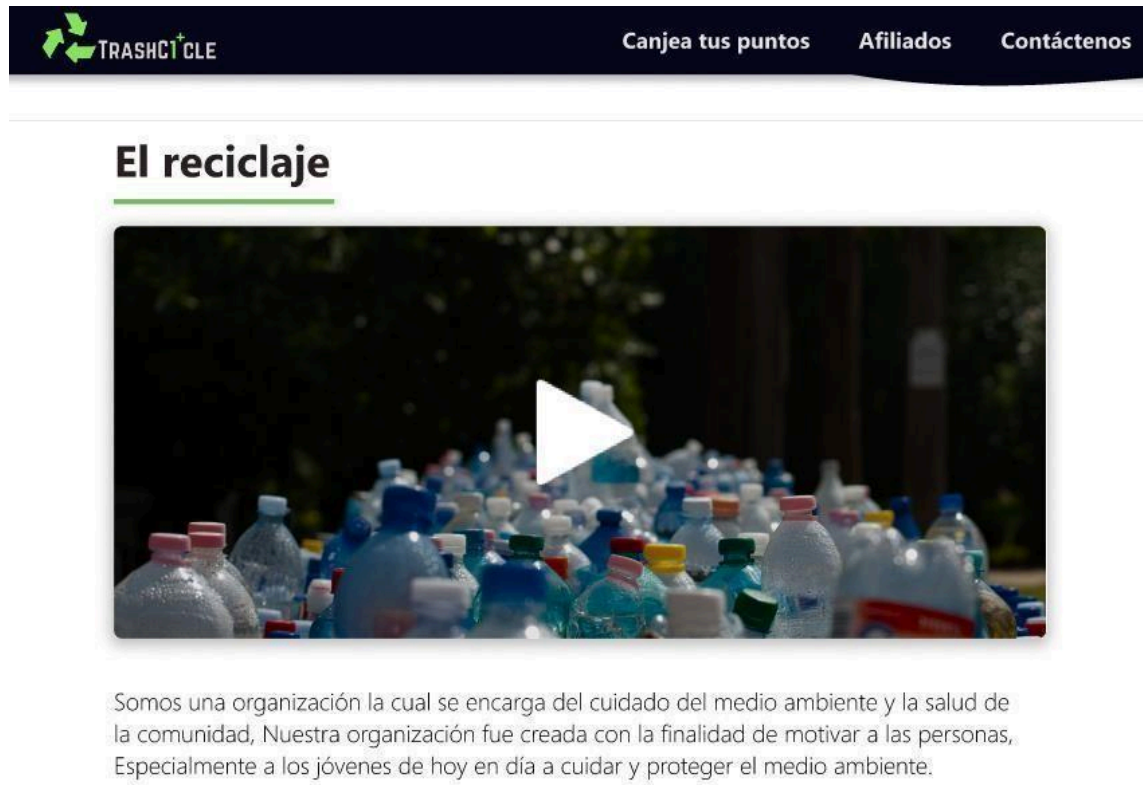 TRASHC1+CLE
Canjea tus puntos Afiliados Contáctenos
El reciclaje
Somos una organización la cual se encarga del cuidado del medio ambiente y la salud de
la comunidad, Nuestra organización fue creada con la finalidad de motivar a las personas,
Especialmente a los jóvenes de hoy en día a cuidar y proteger el medio ambiente.